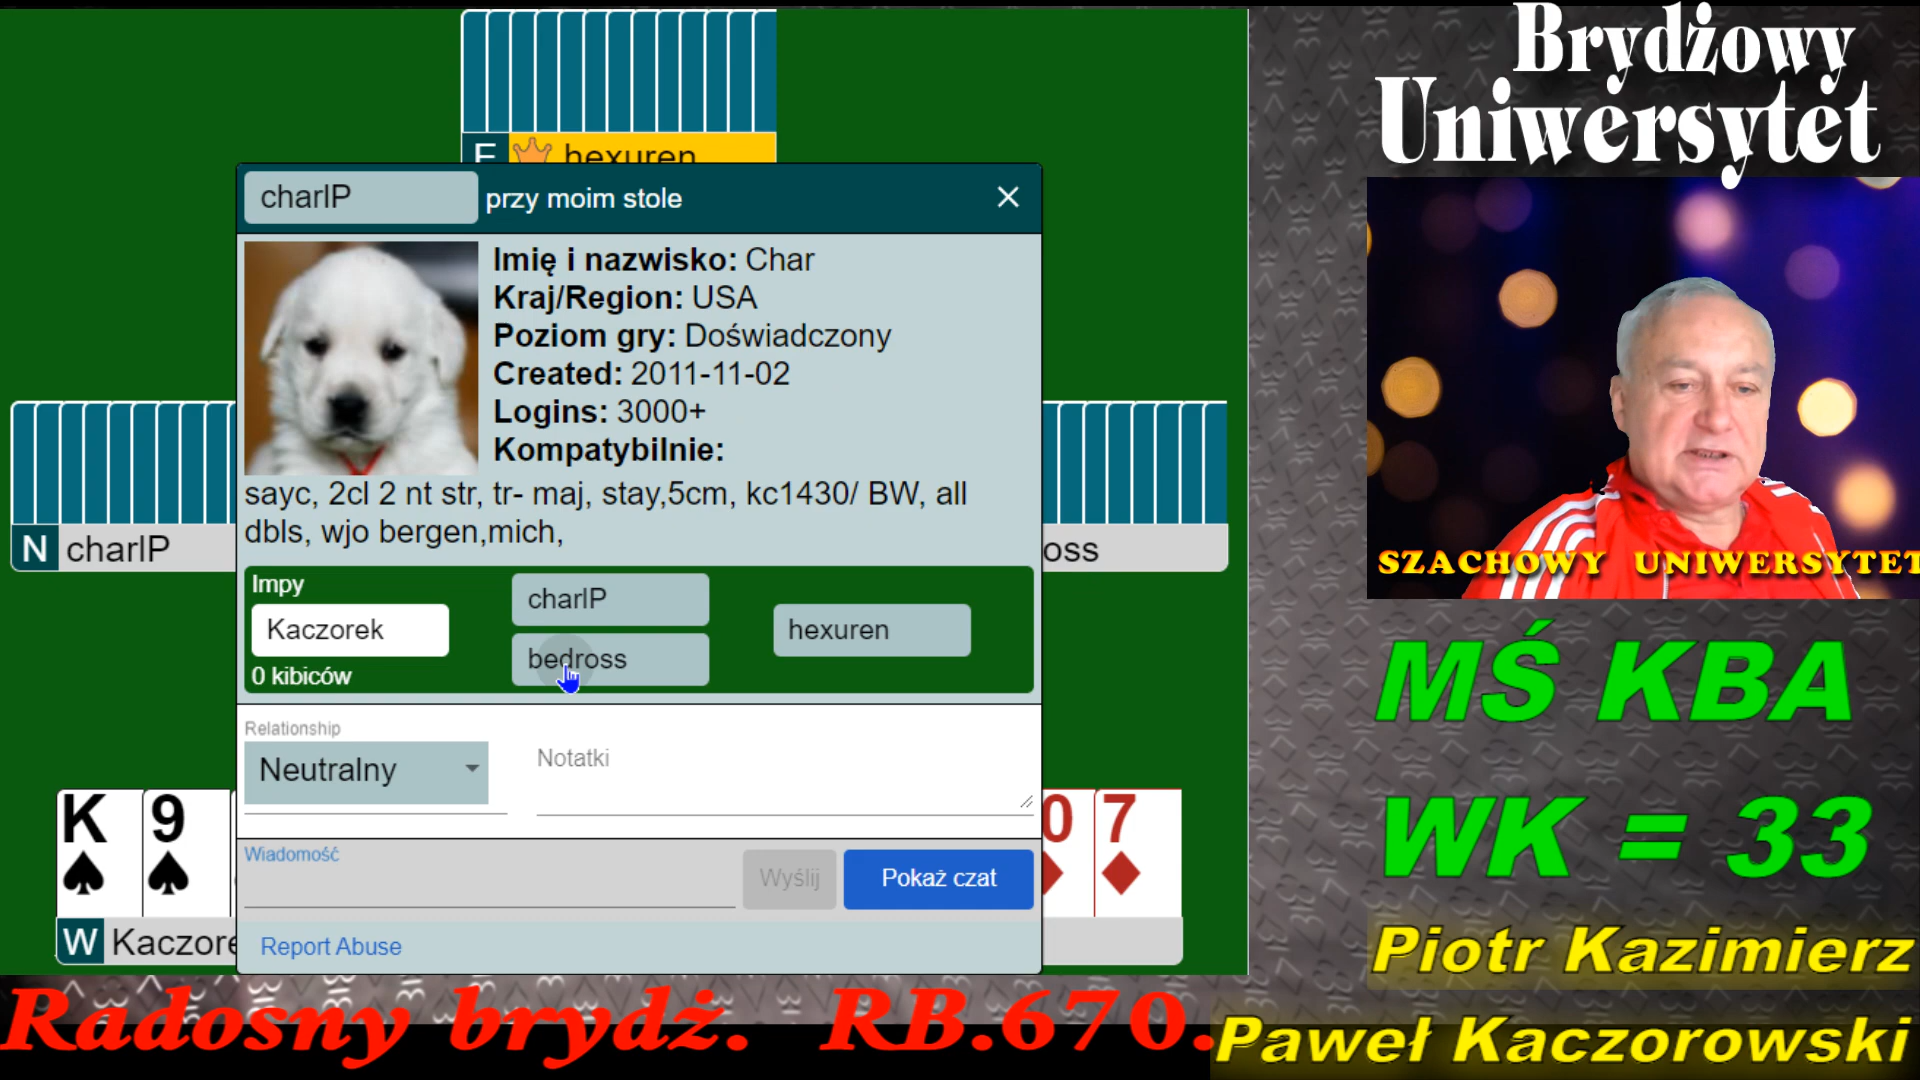 Brydżowy
Uniwersytet
E hexuren
charlP przy moim stole
Imię i nazwisko: Char
Kraj/Region: USA
Poziom gry: Doświadczony
Created: 2011-11-02
Logins: 3000+
Kompatybilnie:
sayc, 2cl 2 nt str, tr- maj, stay,5cm, kc1430/ BW, all
dbls, wjo bergen,mich,
N charlP
oss
Impy
charlP
Kaczorek
hexuren
bedross
0 kibiców
SZACHOWY UNIWERSYTET
MŚ KBA
WK = 33
Relationship
Neutralny
Notatki
K 9
0 7
Wiadomość
Wyślij
Pokaż czat
W Kaczore
Report Abuse
Piotr Kazimierz
Paweł Kaczorowski
Radosny brydż. RB.670.